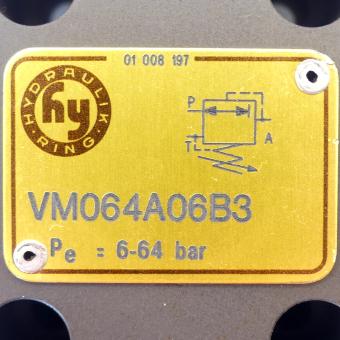 01 008 197
HYDRAULIK
hy
RING
P
A
T
VM064A06B3
Pe = 6-64 bar